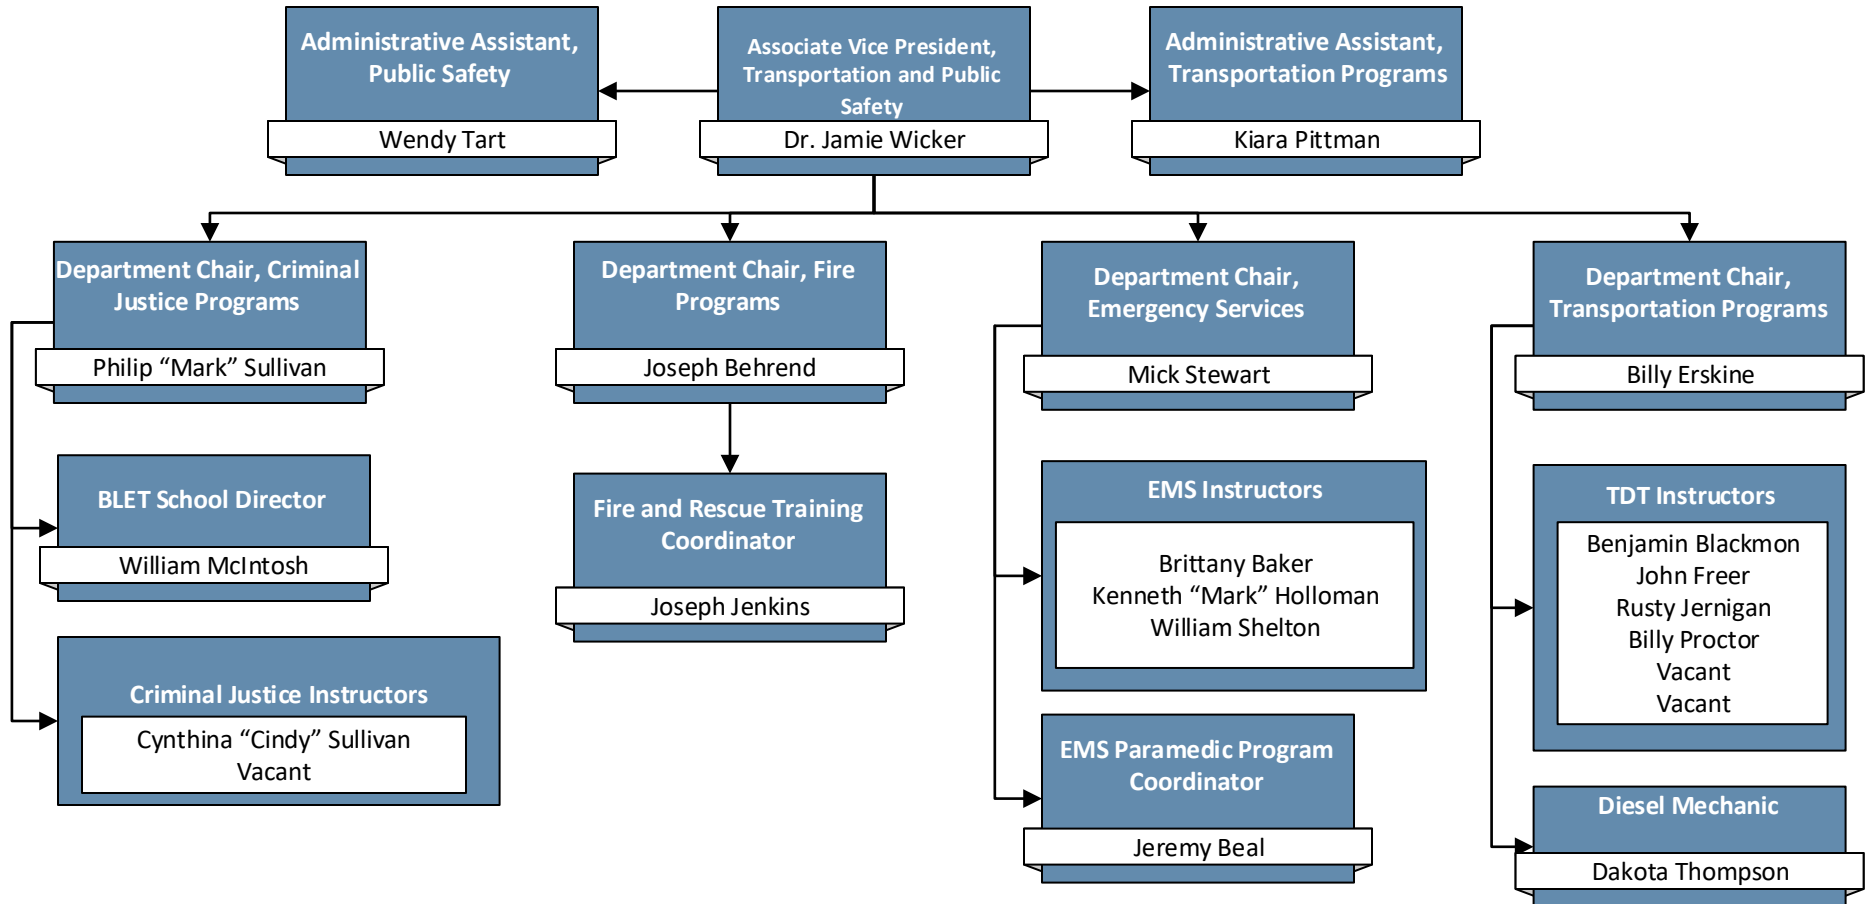 Administrative Assistant,
Public Safety
Wendy Tart
Associate Vice President,
Transportation and Public
Safety
Dr. Jamie Wicker
Administrative Assistant,
Transportation Programs
Kiara Pittman
Department Chair, Criminal
Justice Programs
Philip “Mark” Sullivan
BLET School Director
William McIntosh
Criminal Justice Instructors
Cynthina “Cindy” Sullivan
Vacant
Department Chair, Fire
Programs
Joseph Behrend
Fire and Rescue Training
Coordinator
Joseph Jenkins
Department Chair,
Emergency Services
Mick Stewart
EMS Instructors
Brittany Baker
Kenneth “Mark” Holloman
William Shelton
EMS Paramedic Program
Coordinator
Jeremy Beal
Department Chair,
Transportation Programs
Billy Erskine
TDT Instructors
Benjamin Blackmon
John Freer
Rusty Jernigan
Billy Proctor
Vacant
Vacant
Diesel Mechanic
Dakota Thompson